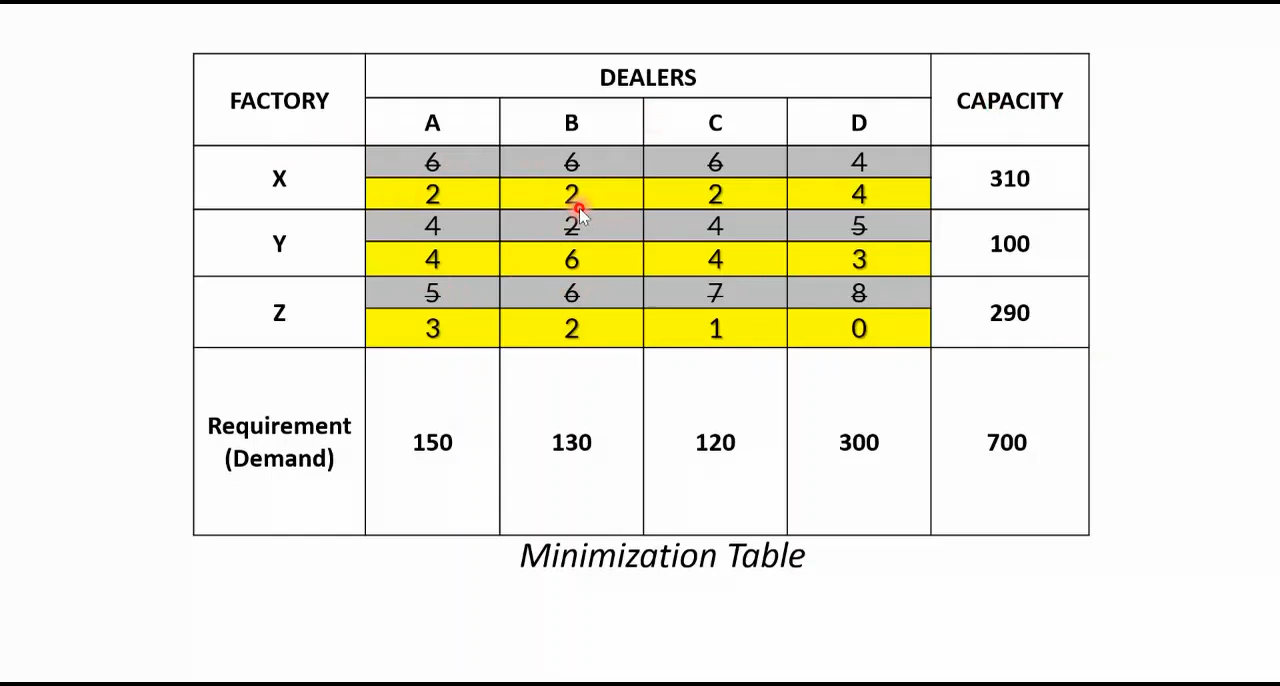 DEALERS
FACTORY CAPACITY
A B C D
6 6 6 4
X 310
2 2 2 4
4 2 4 5
Y 100
4 6 4 3
5 6 7 8
Z 290
3 2 1 0
Requirement
(Demand) 150 130 120 300 700
Minimization Table